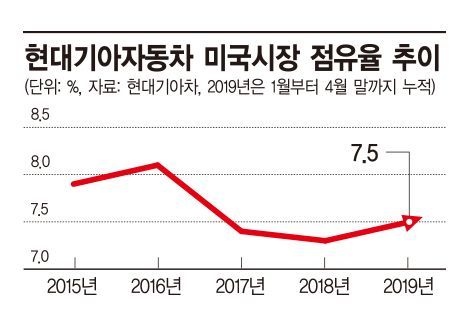 현대기아자동차 미국시장 점유율 추이
(단위: %, 자료: 현대기아차, 2019년은 1월부터 4월 말까지 누적)
8.5
8.0
7.5
7.5
7.0
2015년 2016년 2017년 2018년 2019년